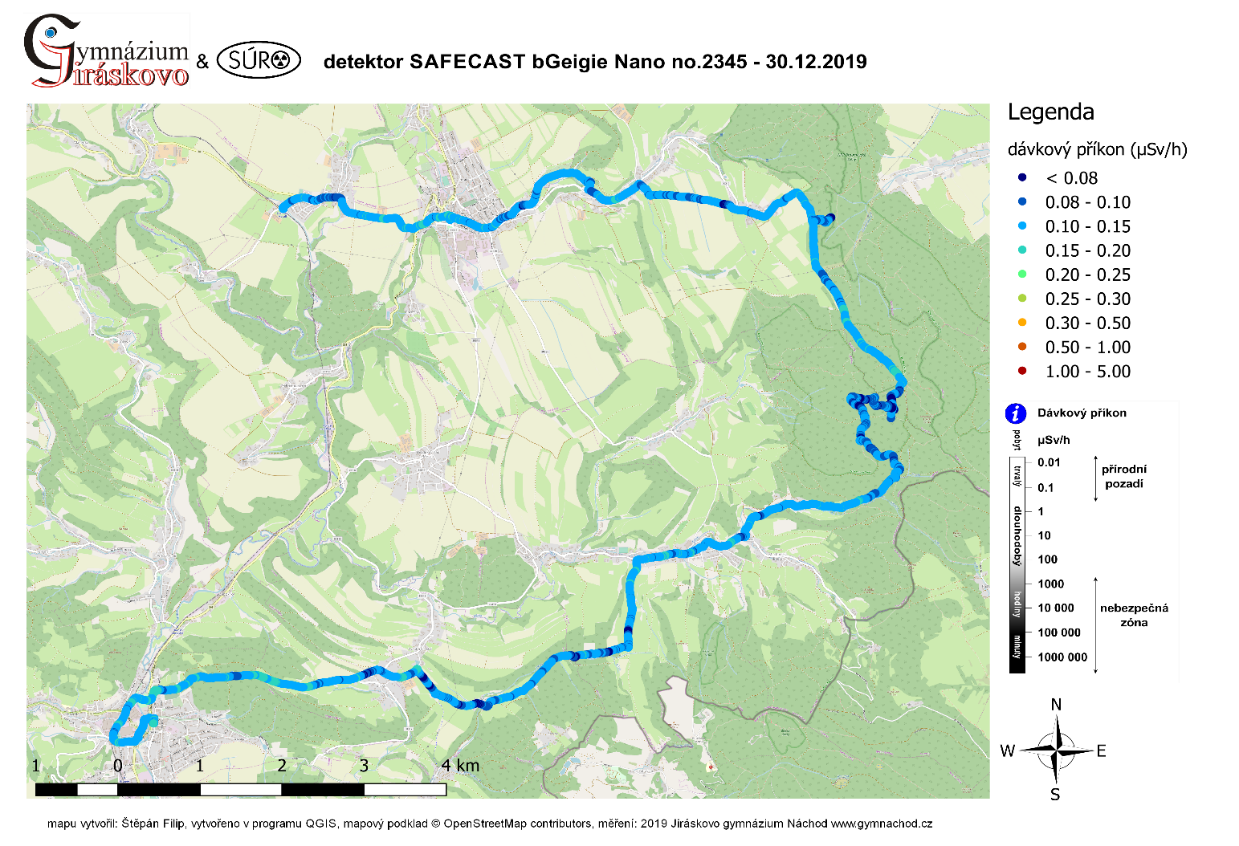 Gymnázium
Jiráskovo
& SÚRO
detektor SAFECAST bGeigie Nano no.2345 - 30.12.2019
Legenda
dávkový příkon (µSv/h)
< 0.08
0.08 - 0.10
0.10 - 0.15
0.15 - 0.20
0.20 - 0.25
0.25 - 0.30
0.30 - 0.50
0.50 - 1.00
1.00 - 5.00
i Dávkový příkon
pobyt
µSv/h
trvalý
0.01
0.1
přírodní
pozadí
dlouhodobý
1
10
100
hodiny
1000
10 000
nebezpečná
zóna
minuty
100 000
1000 000
N
W E
S
1 0 1 2 3 4 km
mapu vytvořil: Štěpán Filip, vytvořeno v programu QGIS, mapový podklad © OpenStreetMap contributors, měření: 2019 Jiráskovo gymnázium Náchod www.gymnachod.cz